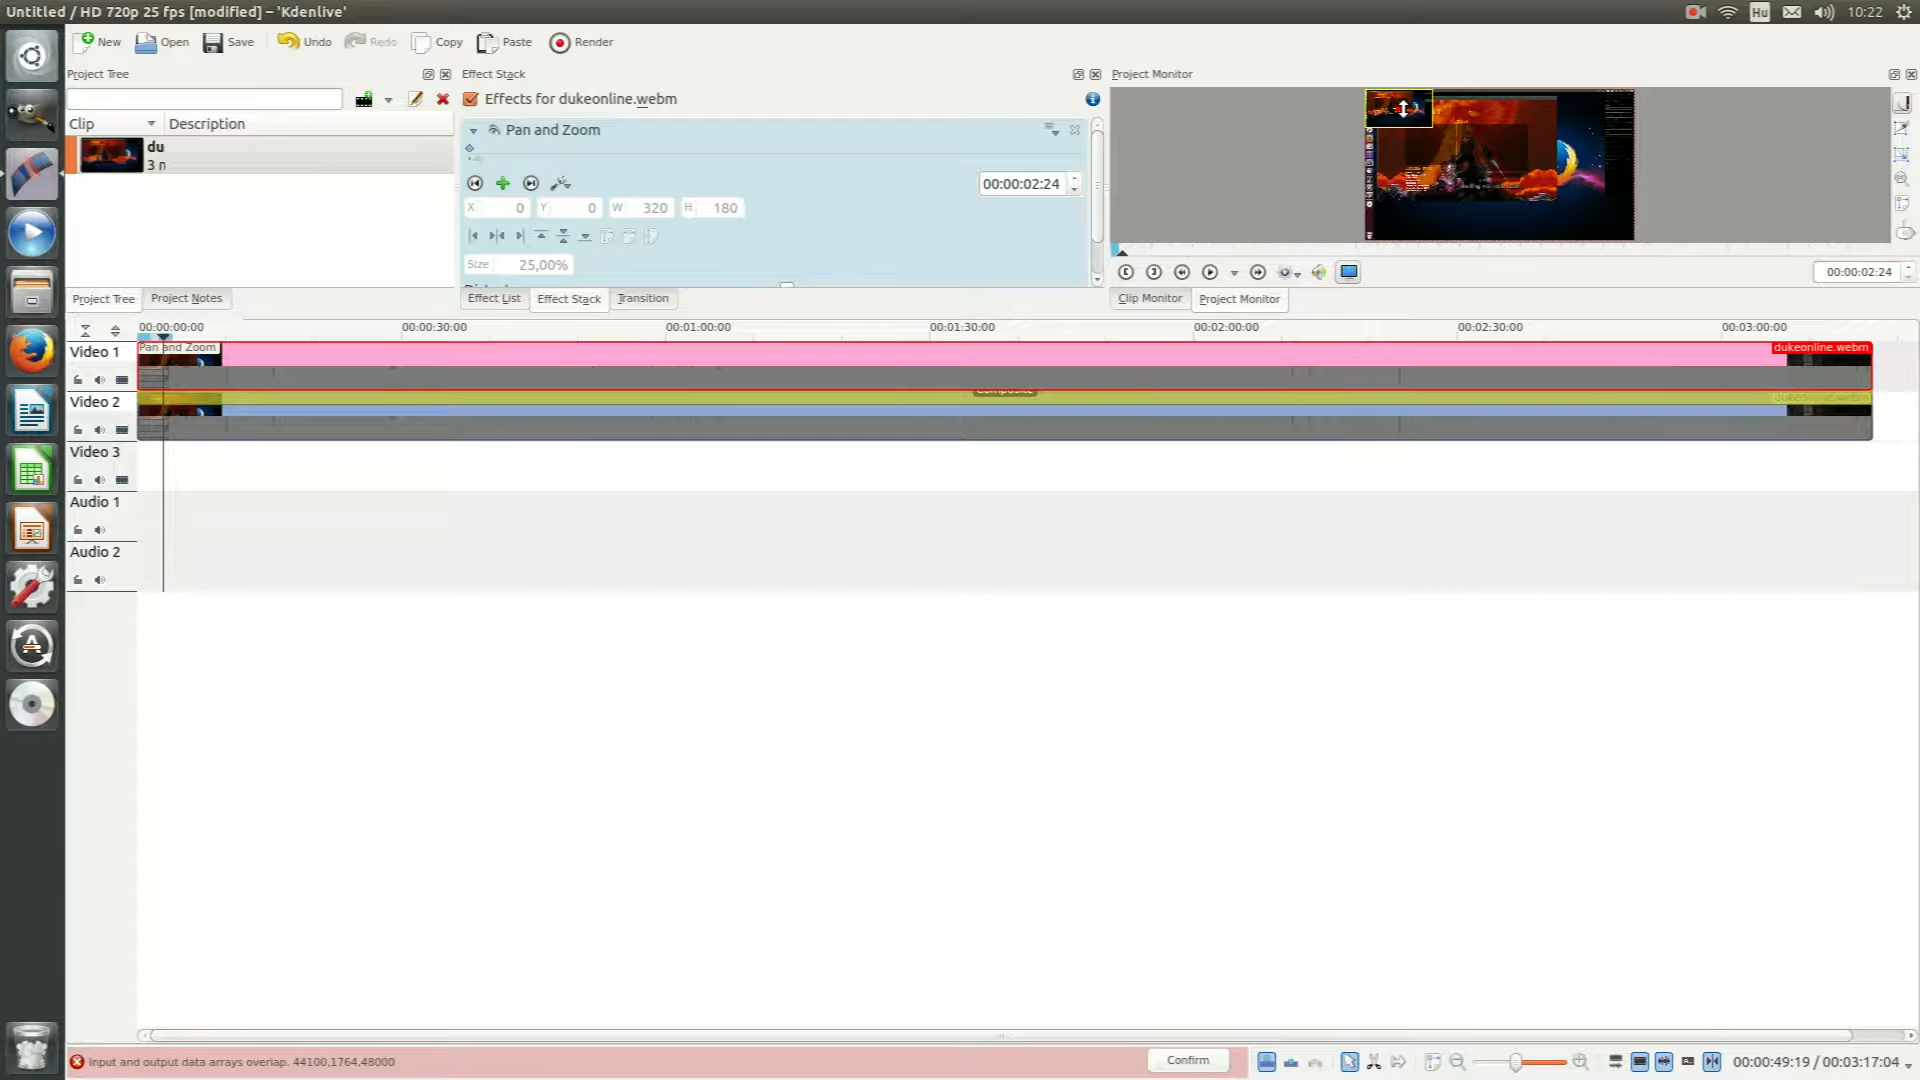 Untitled / HD 720p 25 fps [modified] – 'Kdenlive'
Hu
10:22
New
Open
Save
Undo
Redo
Copy
Paste
Render
Project Tree
Effect Stack
Project Monitor
Effects for dukeonline.webm
Clip
Description
du
3 n
Pan and Zoom
00:00:02:24
X 0
Y 0
W 320
H 180
Size 25,00%
00:00:02:24
Project Tree
Project Notes
Effect List
Effect Stack
Transition
Clip Monitor
Project Monitor
00:00:00:00
00:00:30:00
00:01:00:00
00:01:30:00
00:02:00:00
00:02:30:00
00:03:00:00
Video 1
Pan and Zoom
dukeonline.webm
Video 2
Composite
dukeonline.webm
Video 3
Audio 1
Audio 2
Input and output data arrays overlap. 44100,1764,48000
Confirm
00:00:49:19 / 00:03:17:04